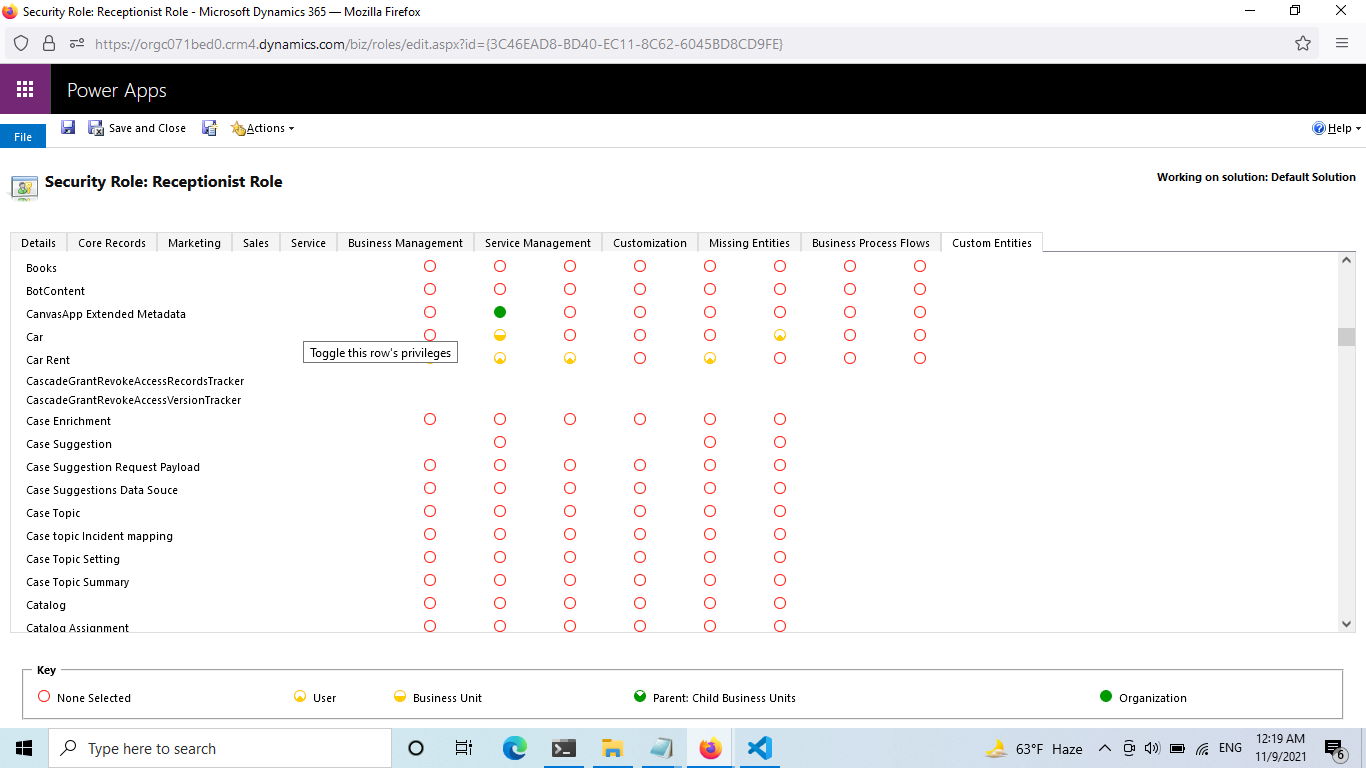 Security Role: Receptionist Role - Microsoft Dynamics 365 — Mozilla Firefox
https://orgc071bed0.crm4.dynamics.com/biz/roles/edit.aspx?id={3C46EAD8-BD40-EC11-8C62-6045BD8CD9FE}
Power Apps
File
Save and Close
Actions
Help
Security Role: Receptionist Role
Working on solution: Default Solution
Details Core Records Marketing Sales Service Business Management Service Management Customization Missing Entities Business Process Flows Custom Entities
Books
BotContent
CanvasApp Extended Metadata
Car
Toggle this row's privileges
Car Rent
CascadeGrantRevokeAccessRecordsTracker
CascadeGrantRevokeAccessVersionTracker
Case Enrichment
Case Suggestion
Case Suggestion Request Payload
Case Suggestions Data Souce
Case Topic
Case topic Incident mapping
Case Topic Setting
Case Topic Summary
Catalog
Catalog Assignment
Key
None Selected User Business Unit Parent: Child Business Units Organization
Type here to search
63°F Haze
ENG
12:19 AM
11/9/2021
6